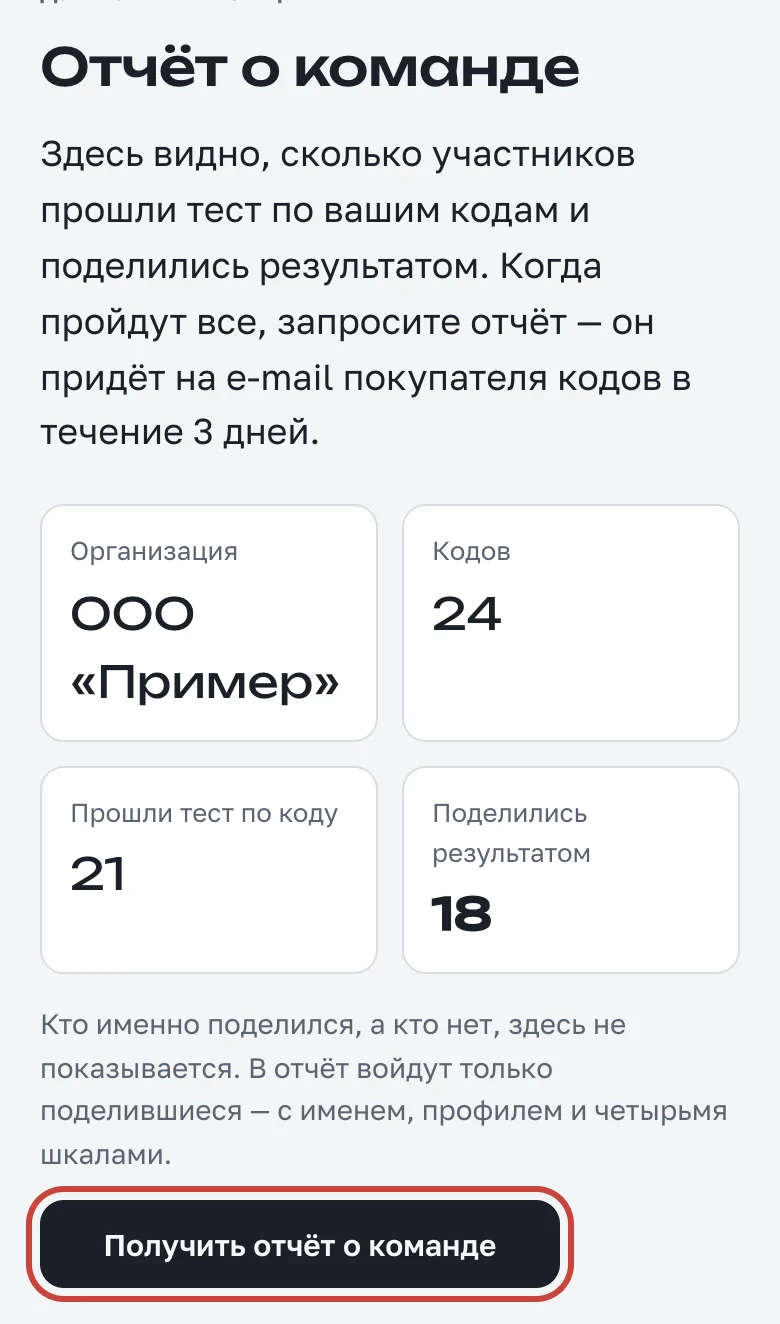 Отчёт о команде
Здесь видно, сколько участников
прошли тест по вашим кодам и
поделились результатом. Когда
пройдут все, запросите отчёт — он
придёт на e-mail покупателя кодов в
течение 3 дней.
Организация
ООО
«Пример»
Кодов
24
Прошли тест по коду
21
Поделились
результатом
18
Кто именно поделился, а кто нет, здесь не
показывается. В отчёт войдут только
поделившиеся — с именем, профилем и четырьмя
шкалами.
Получить отчёт о команде